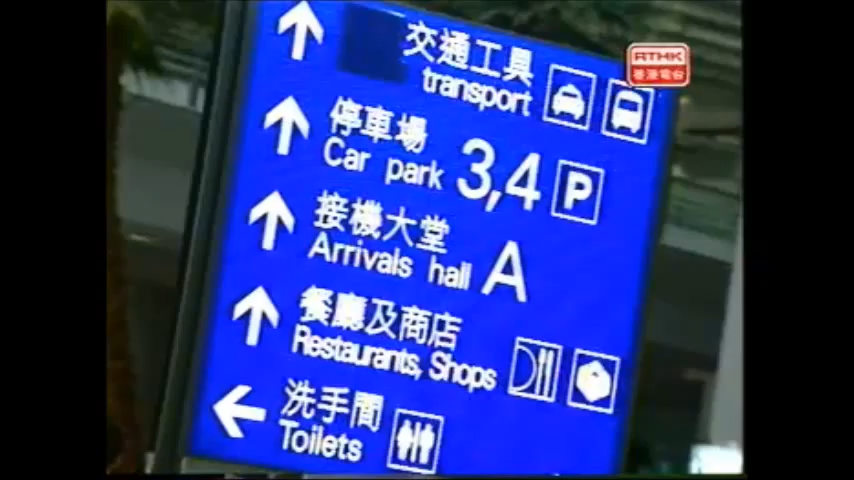 RTHK
香港電台
交通工具
transport
停車場
Car park 3,4 P
接機大堂
Arrivals hall A
餐廳及商店
Restaurants, Shops
洗手間
Toilets